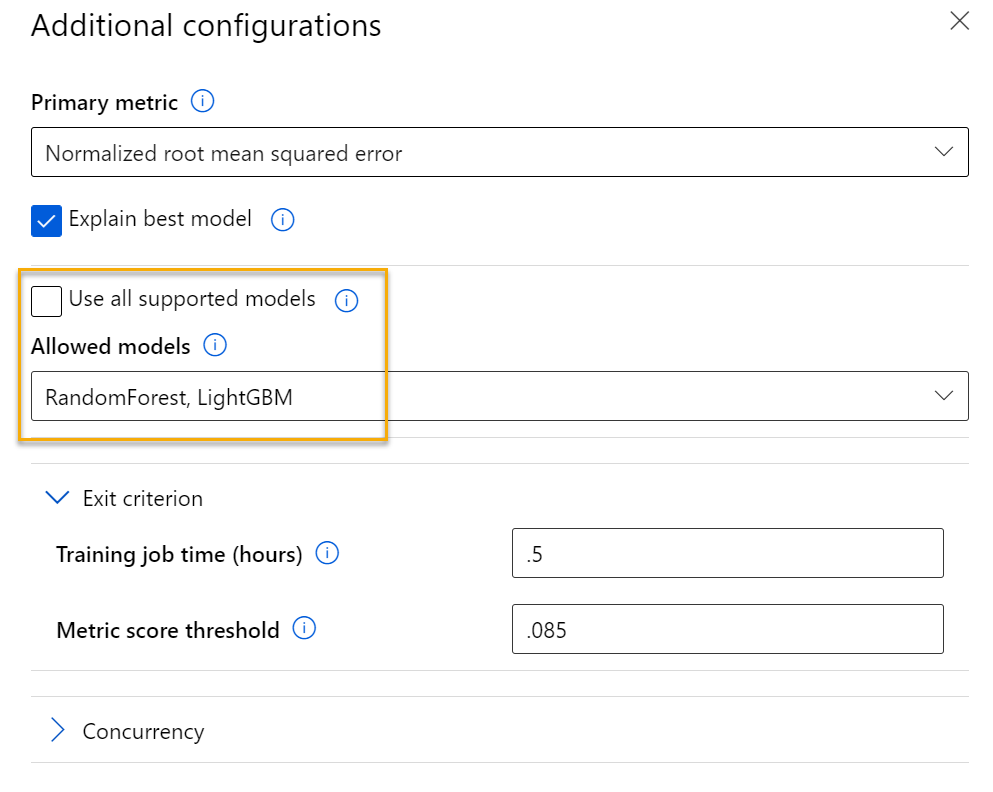 Additional configurations
Primary metric
Normalized root mean squared error
Explain best model
Use all supported models
Allowed models
RandomForest, LightGBM
Exit criterion
Training job time (hours)
.5
Metric score threshold
.085
Concurrency